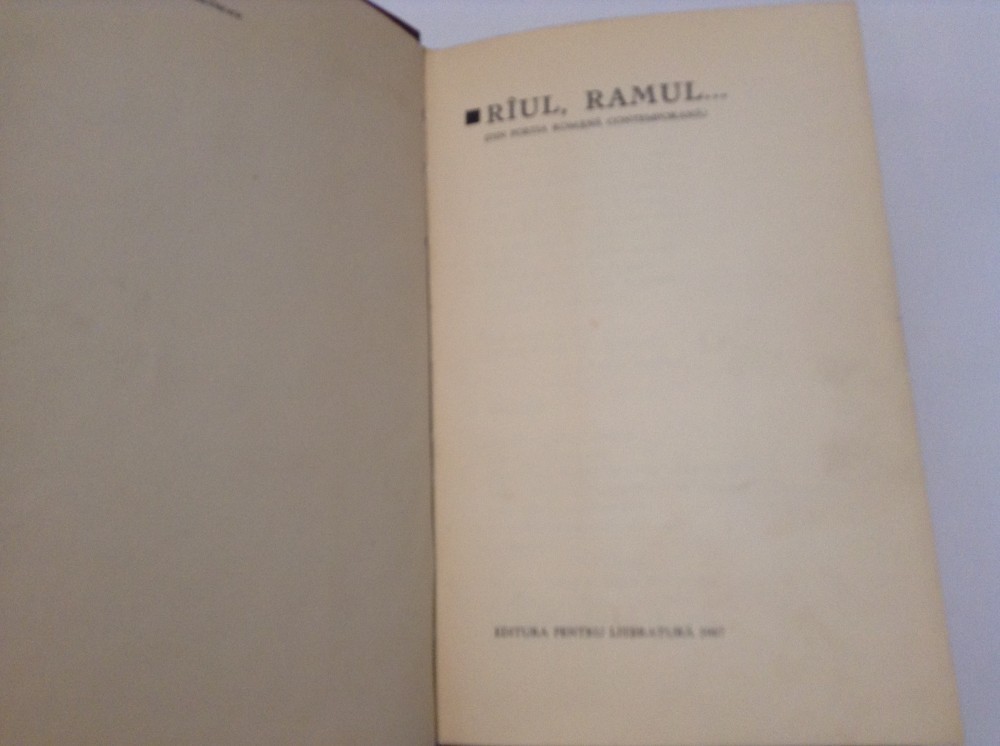 RÎUL, RAMUL...
(DIN POEZIA ROMÂNĂ CONTEMPORANĂ)
EDITURA PENTRU LITERATURĂ 1967